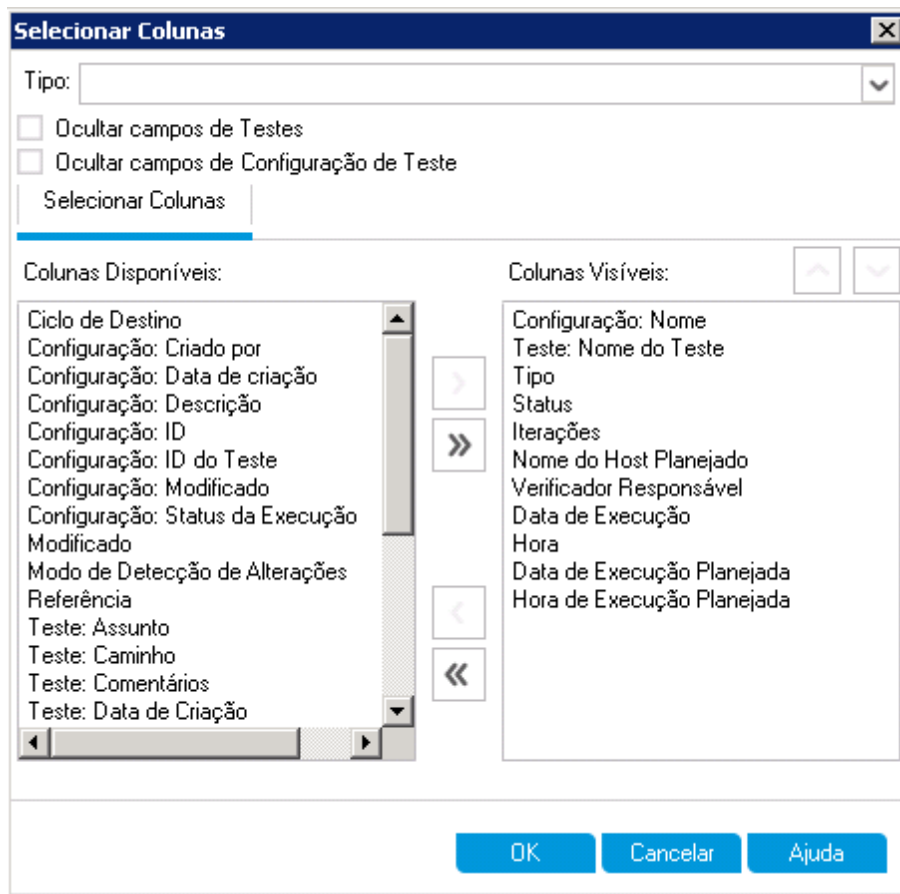 Selecionar Colunas
Tipo:
Ocultar campos de Testes
Ocultar campos de Configuração de Teste
Selecionar Colunas
Colunas Disponíveis:
Ciclo de Destino
Configuração: Criado por
Configuração: Data de criação
Configuração: Descrição
Configuração: ID
Configuração: ID do Teste
Configuração: Modificado
Configuração: Status da Execução
Modificado
Modo de Detecção de Alterações
Referência
Teste: Assunto
Teste: Caminho
Teste: Comentários
Teste: Data de Criação
Colunas Visíveis:
Configuração: Nome
Teste: Nome do Teste
Tipo
Status
Iterações
Nome do Host Planejado
Verificador Responsável
Data de Execução
Hora
Data de Execução Planejada
Hora de Execução Planejada
OK
Cancelar
Ajuda